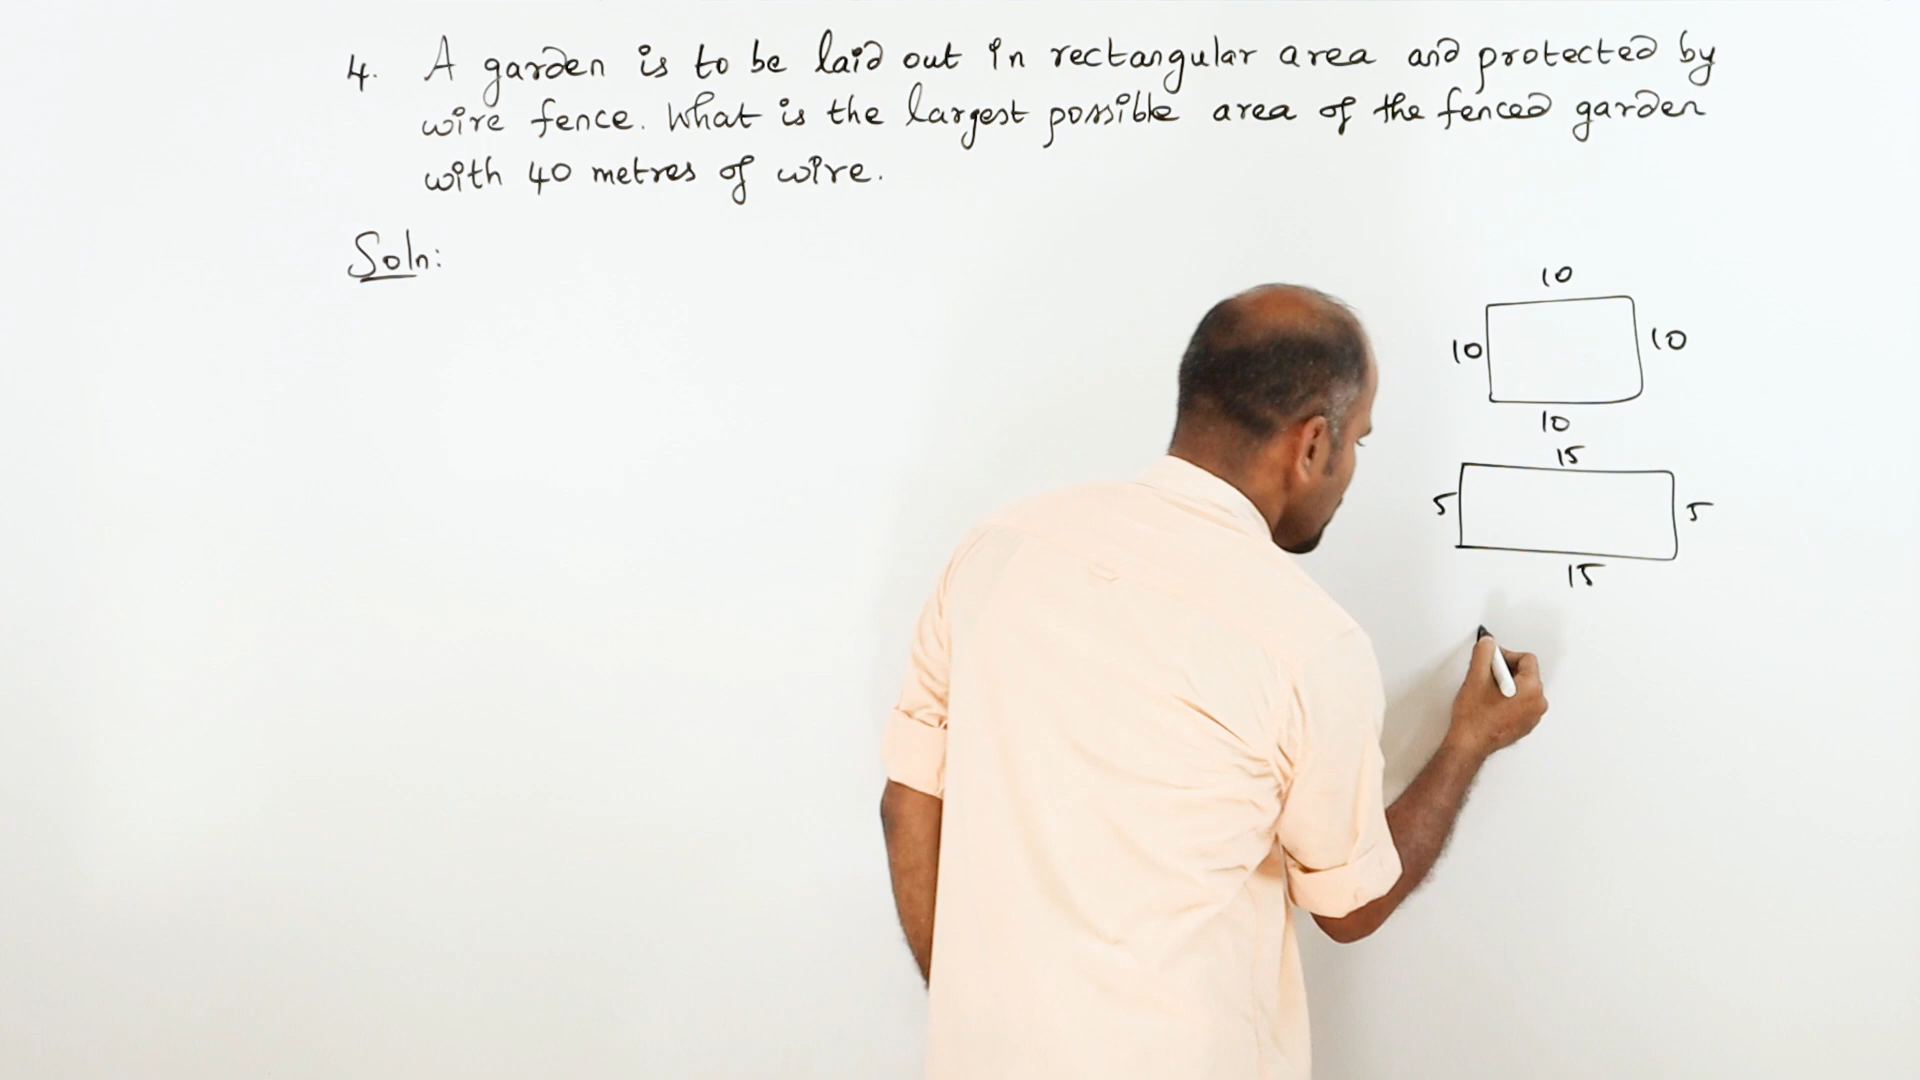 4. A garden is to be laid out in rectangular area and protected by
wire fence. What is the largest possible area of the fenced garden
with 40 metres of wire.
Soln:
10
10 10
10
15
5 5
15